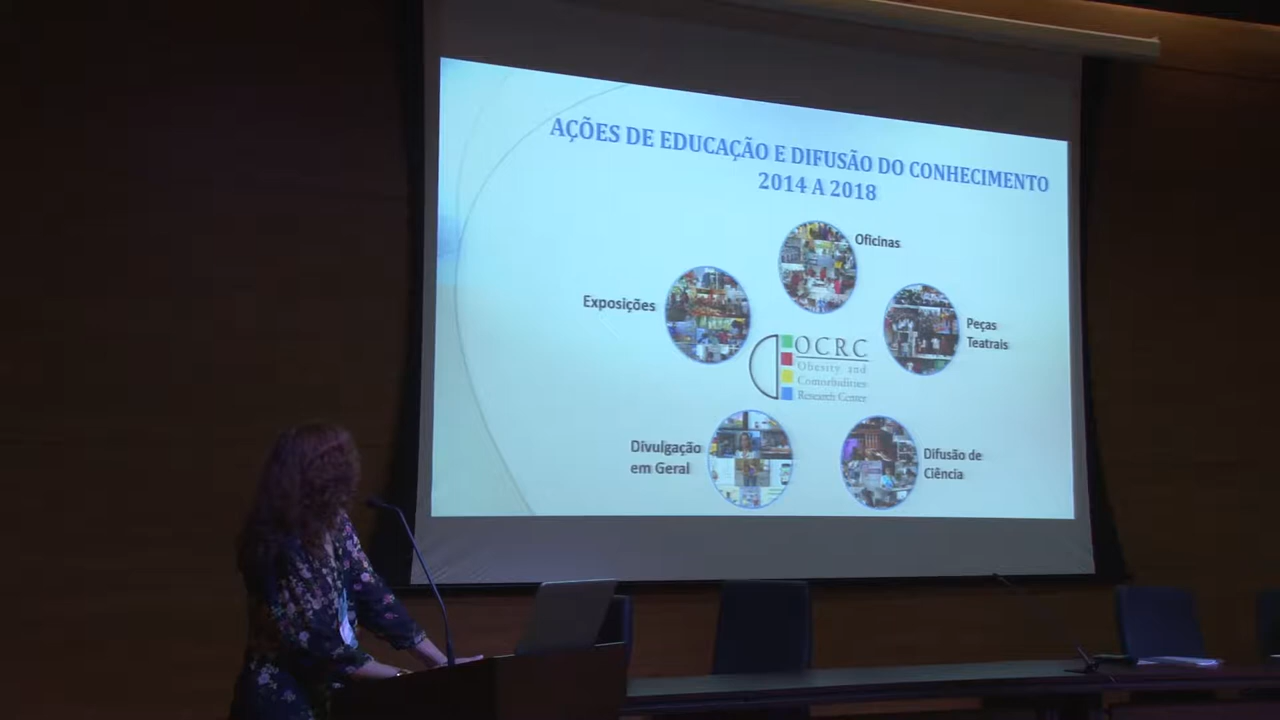 AÇÕES DE EDUCAÇÃO E DIFUSÃO DO CONHECIMENTO
2014 A 2018
Oficinas
Exposições
Peças
Teatrais
OCRC
Obesity and
Comorbidities
Research Center
Divulgação
em Geral
Difusão de
Ciência